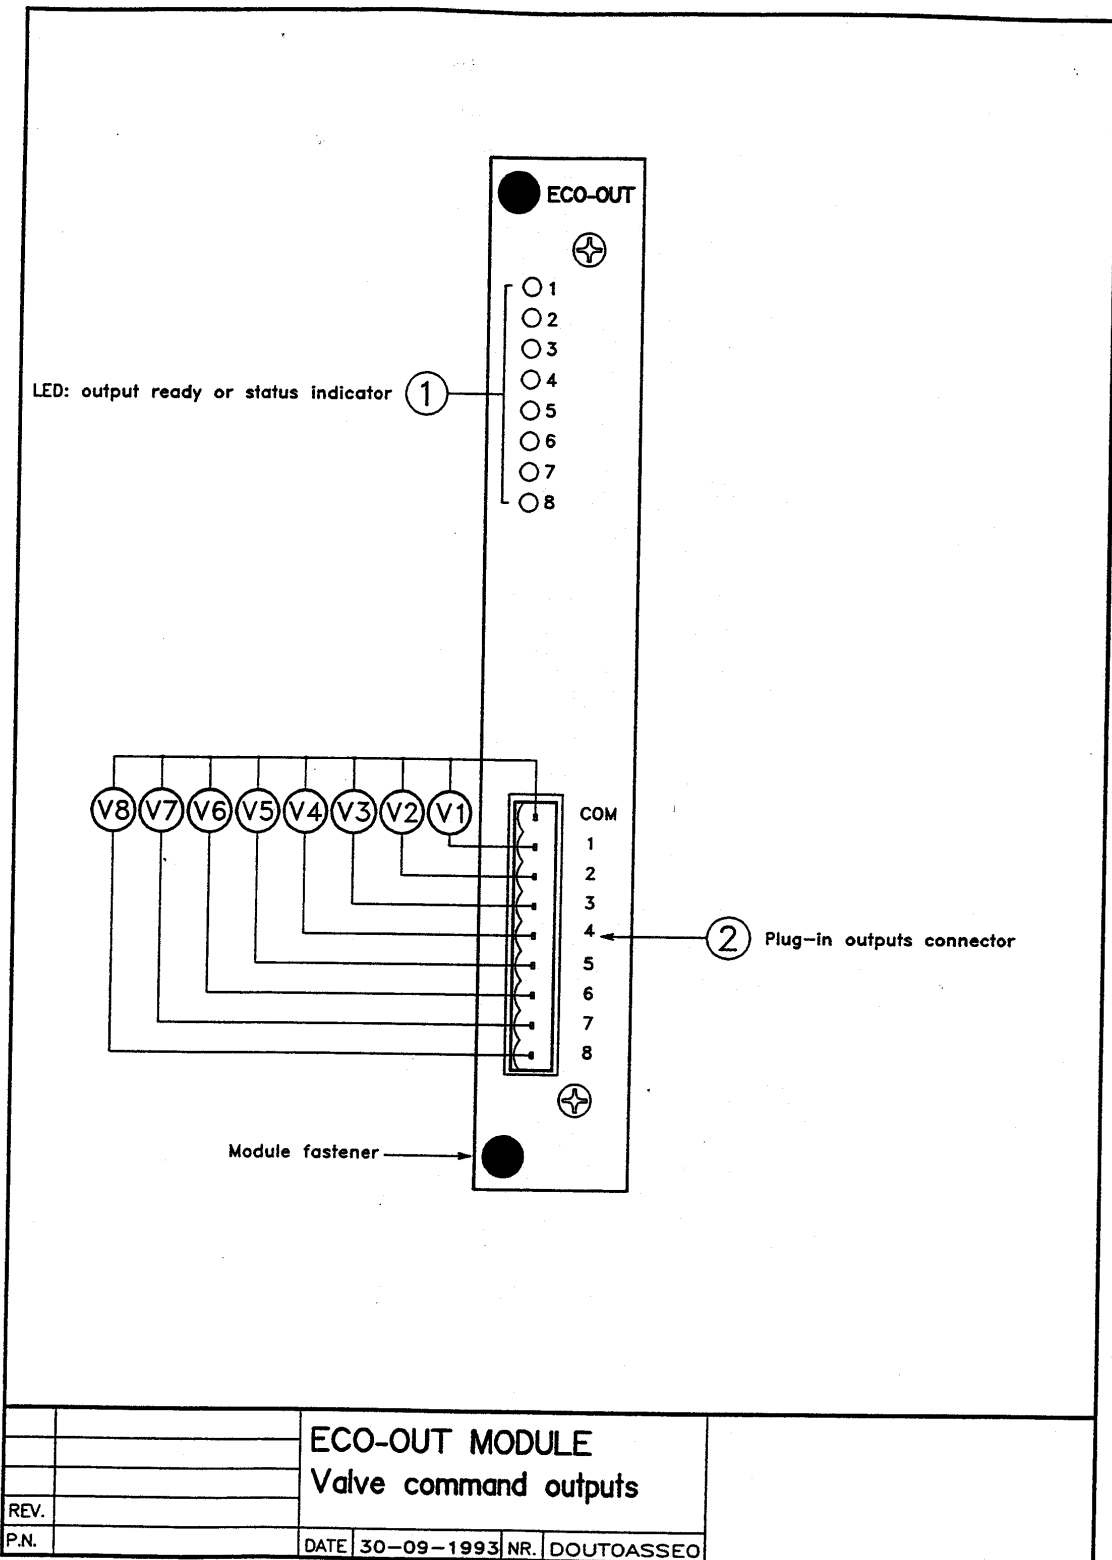 ECO-OUT
1
2
3
4
5
6
7
8
LED: output ready or status indicator 1
V8 V7 V6 V5 V4 V3 V2 V1
COM
1
2
3
4
5
6
7
8
2 Plug-in outputs connector
Module fastener
ECO-OUT MODULE
Valve command outputs
REV.
P.N.
DATE 30-09-1993 NR. DOUTOASSEO